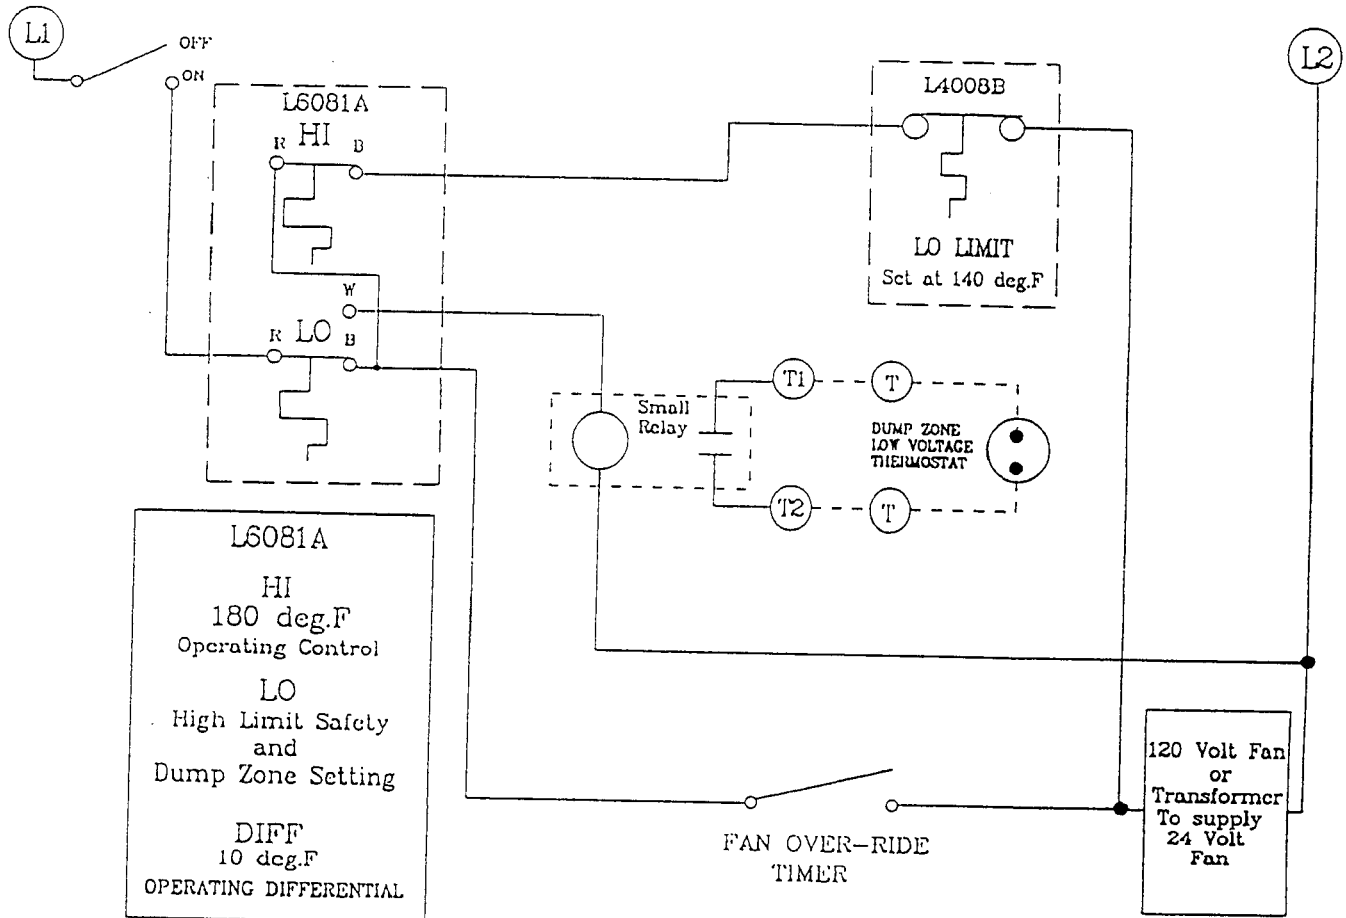 L1
OFF
ON
L2
L6081A
HI
R B
W
LO
R B
L4008B
LO LIMIT
Set at 140 deg.F
Small
Relay
T1
T
T2
T
DUMP ZONE
LOW VOLTAGE
THERMOSTAT
L6081A
HI
180 deg.F
Operating Control
LO
High Limit Safety
and
Dump Zone Setting
DIFF
10 deg.F
OPERATING DIFFERENTIAL
FAN OVER-RIDE
TIMER
120 Volt Fan
or
Transformer
To supply
24 Volt
Fan